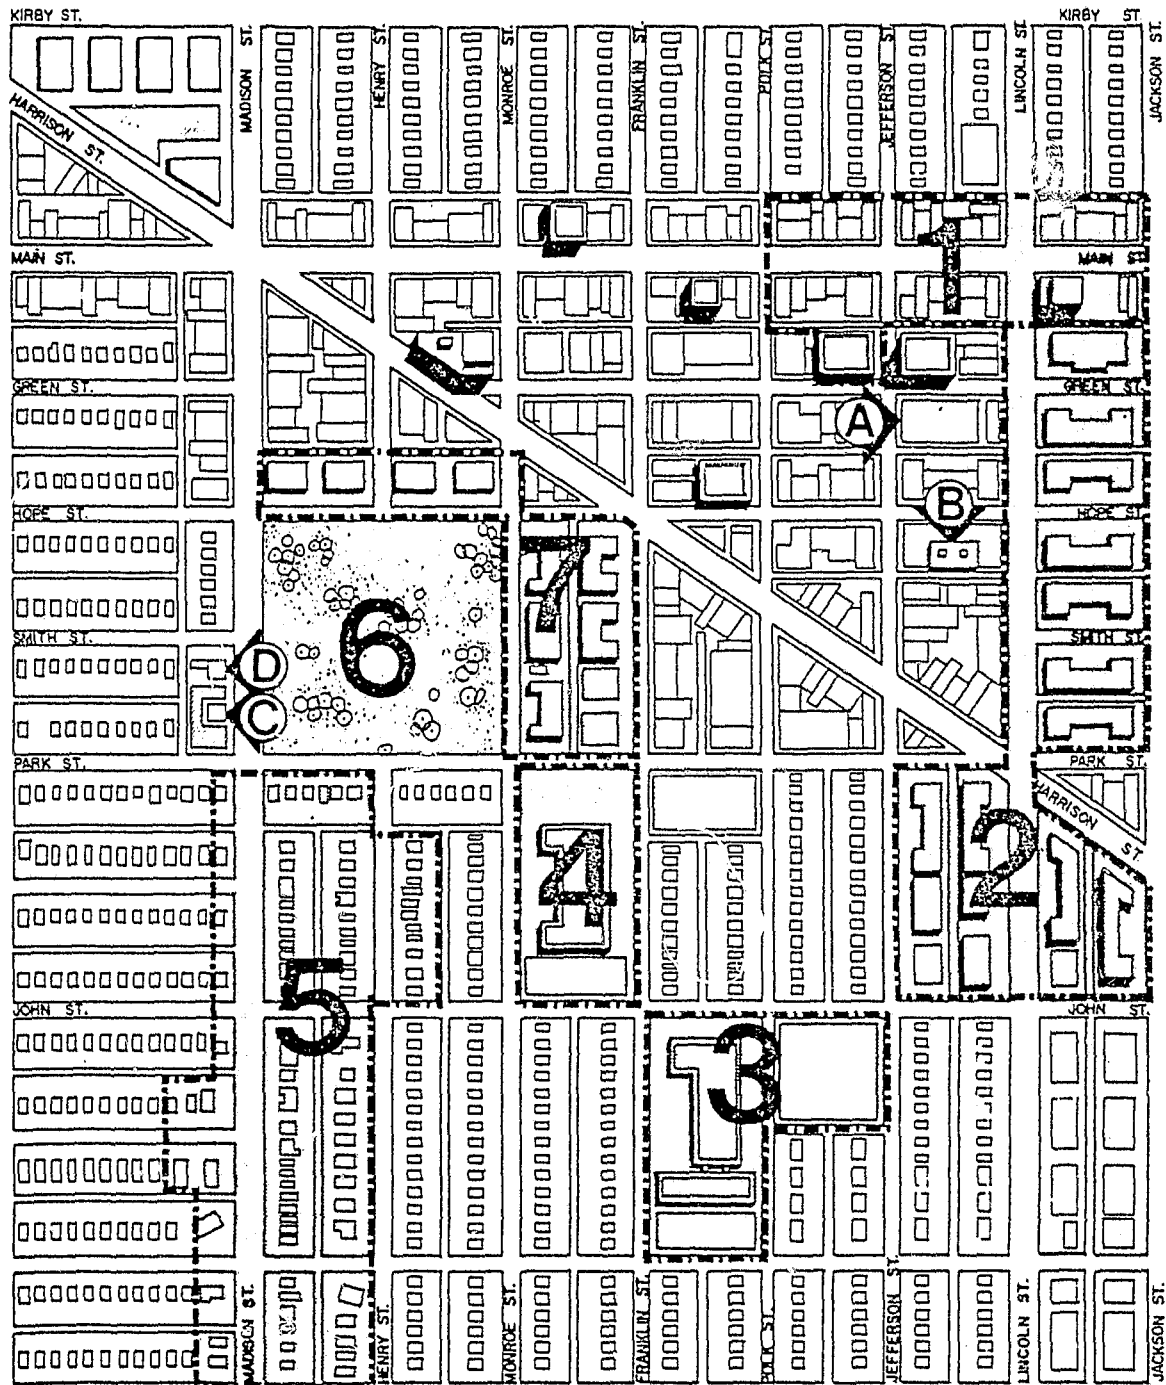 KIRBY ST.
KIRBY ST.
MADISON ST.
HENRY ST.
MONROE ST.
FRANKLIN ST.
POLK ST.
JEFFERSON ST.
LINCOLN ST.
JACKSON ST.
HARRISON ST.
1
MAIN ST.
MAIN ST.
GREEN ST.
GREEN ST.
A
B
HOPE ST.
HOPE ST.
7
6
SMITH ST.
SMITH ST.
D
C
PARK ST.
PARK ST.
HARRISON ST.
2
4
5
JOHN ST.
JOHN ST.
3
MADISON ST.
HENRY ST.
MONROE ST.
FRANKLIN ST.
POLK ST.
JEFFERSON ST.
LINCOLN ST.
JACKSON ST.